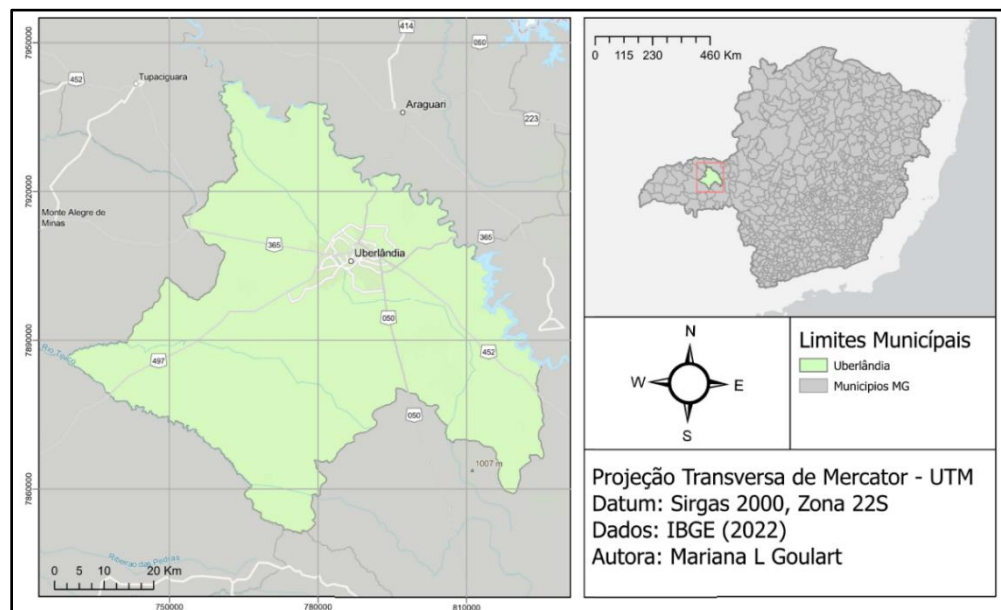 7950000
7920000
7890000
7860000
414
050
452
Tupaciguara
Araguari
223
Monte Alegre de
Minas
365
365
Uberlândia
050
Rio Tijuco
497
452
050
1007 m
Ribeirao das Pedras
0 5 10 20 Km
750000
780000
810000
0 115 230 460 Km
N
W
E
S
Limites Municípais
Uberlândia
Municipios MG
Projeção Transversa de Mercator - UTM
Datum: Sirgas 2000, Zona 22S
Dados: IBGE (2022)
Autora: Mariana L Goulart